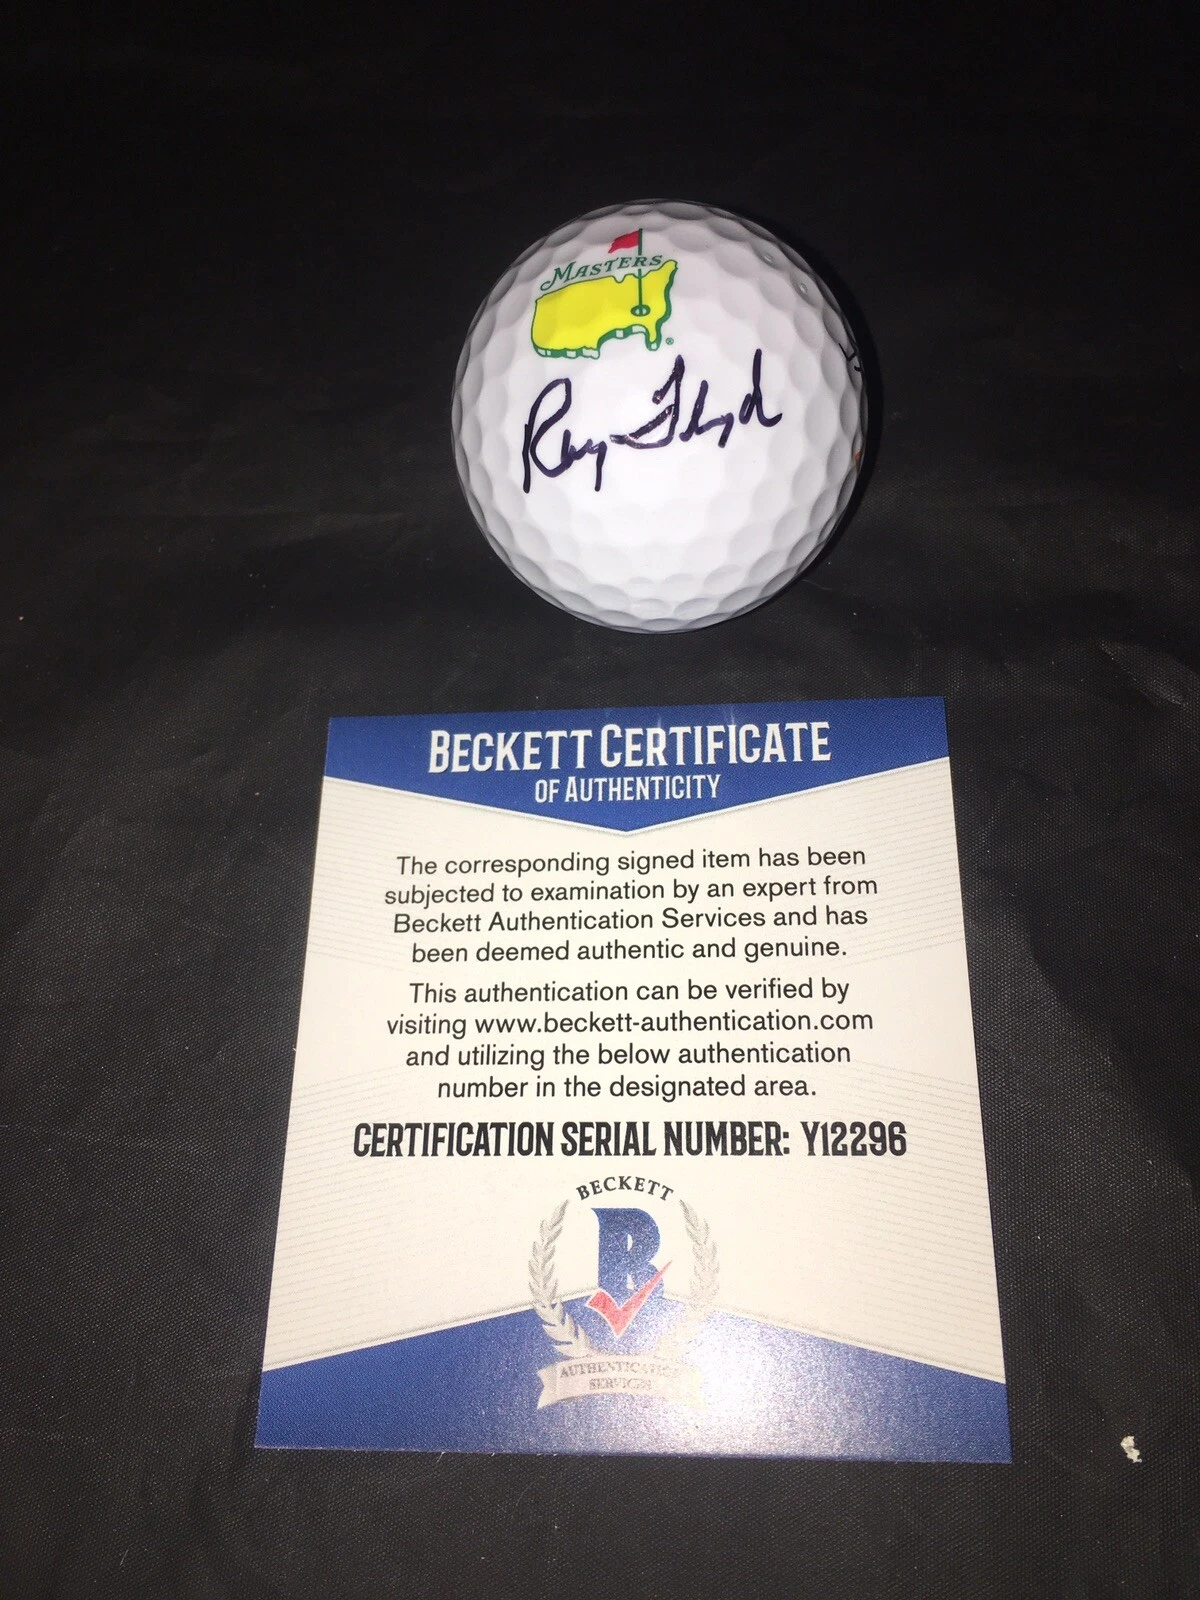 MASTERS
®
Ray Floyd
BECKETT CERTIFICATE
OF AUTHENTICITY
The corresponding signed item has been
subjected to examination by an expert from
Beckett Authentication Services and has
been deemed authentic and genuine.
This authentication can be verified by
visiting www.beckett-authentication.com
and utilizing the below authentication
number in the designated area.
CERTIFICATION SERIAL NUMBER: Y12296
BECKETT
B
AUTHENTICATION
SERVICES